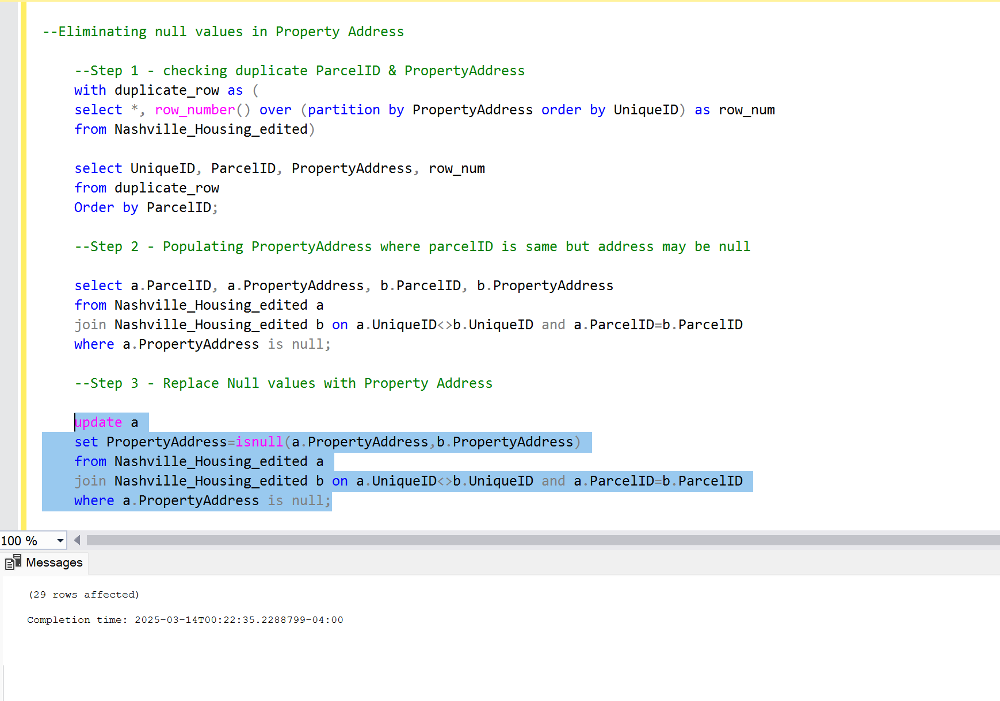 --Eliminating null values in Property Address
--Step 1 - checking duplicate ParcelID & PropertyAddress
with duplicate_row as (
select *, row_number() over (partition by PropertyAddress order by UniqueID) as row_num
from Nashville_Housing_edited)
select UniqueID, ParcelID, PropertyAddress, row_num
from duplicate_row
Order by ParcelID;
--Step 2 - Populating PropertyAddress where parcelID is same but address may be null
select a.ParcelID, a.PropertyAddress, b.ParcelID, b.PropertyAddress
from Nashville_Housing_edited a
join Nashville_Housing_edited b on a.UniqueID<>b.UniqueID and a.ParcelID=b.ParcelID
where a.PropertyAddress is null;
--Step 3 - Replace Null values with Property Address
update a
set PropertyAddress=isnull(a.PropertyAddress,b.PropertyAddress)
from Nashville_Housing_edited a
join Nashville_Housing_edited b on a.UniqueID<>b.UniqueID and a.ParcelID=b.ParcelID
where a.PropertyAddress is null;
100 %
Messages
(29 rows affected)
Completion time: 2025-03-14T00:22:35.2288799-04:00